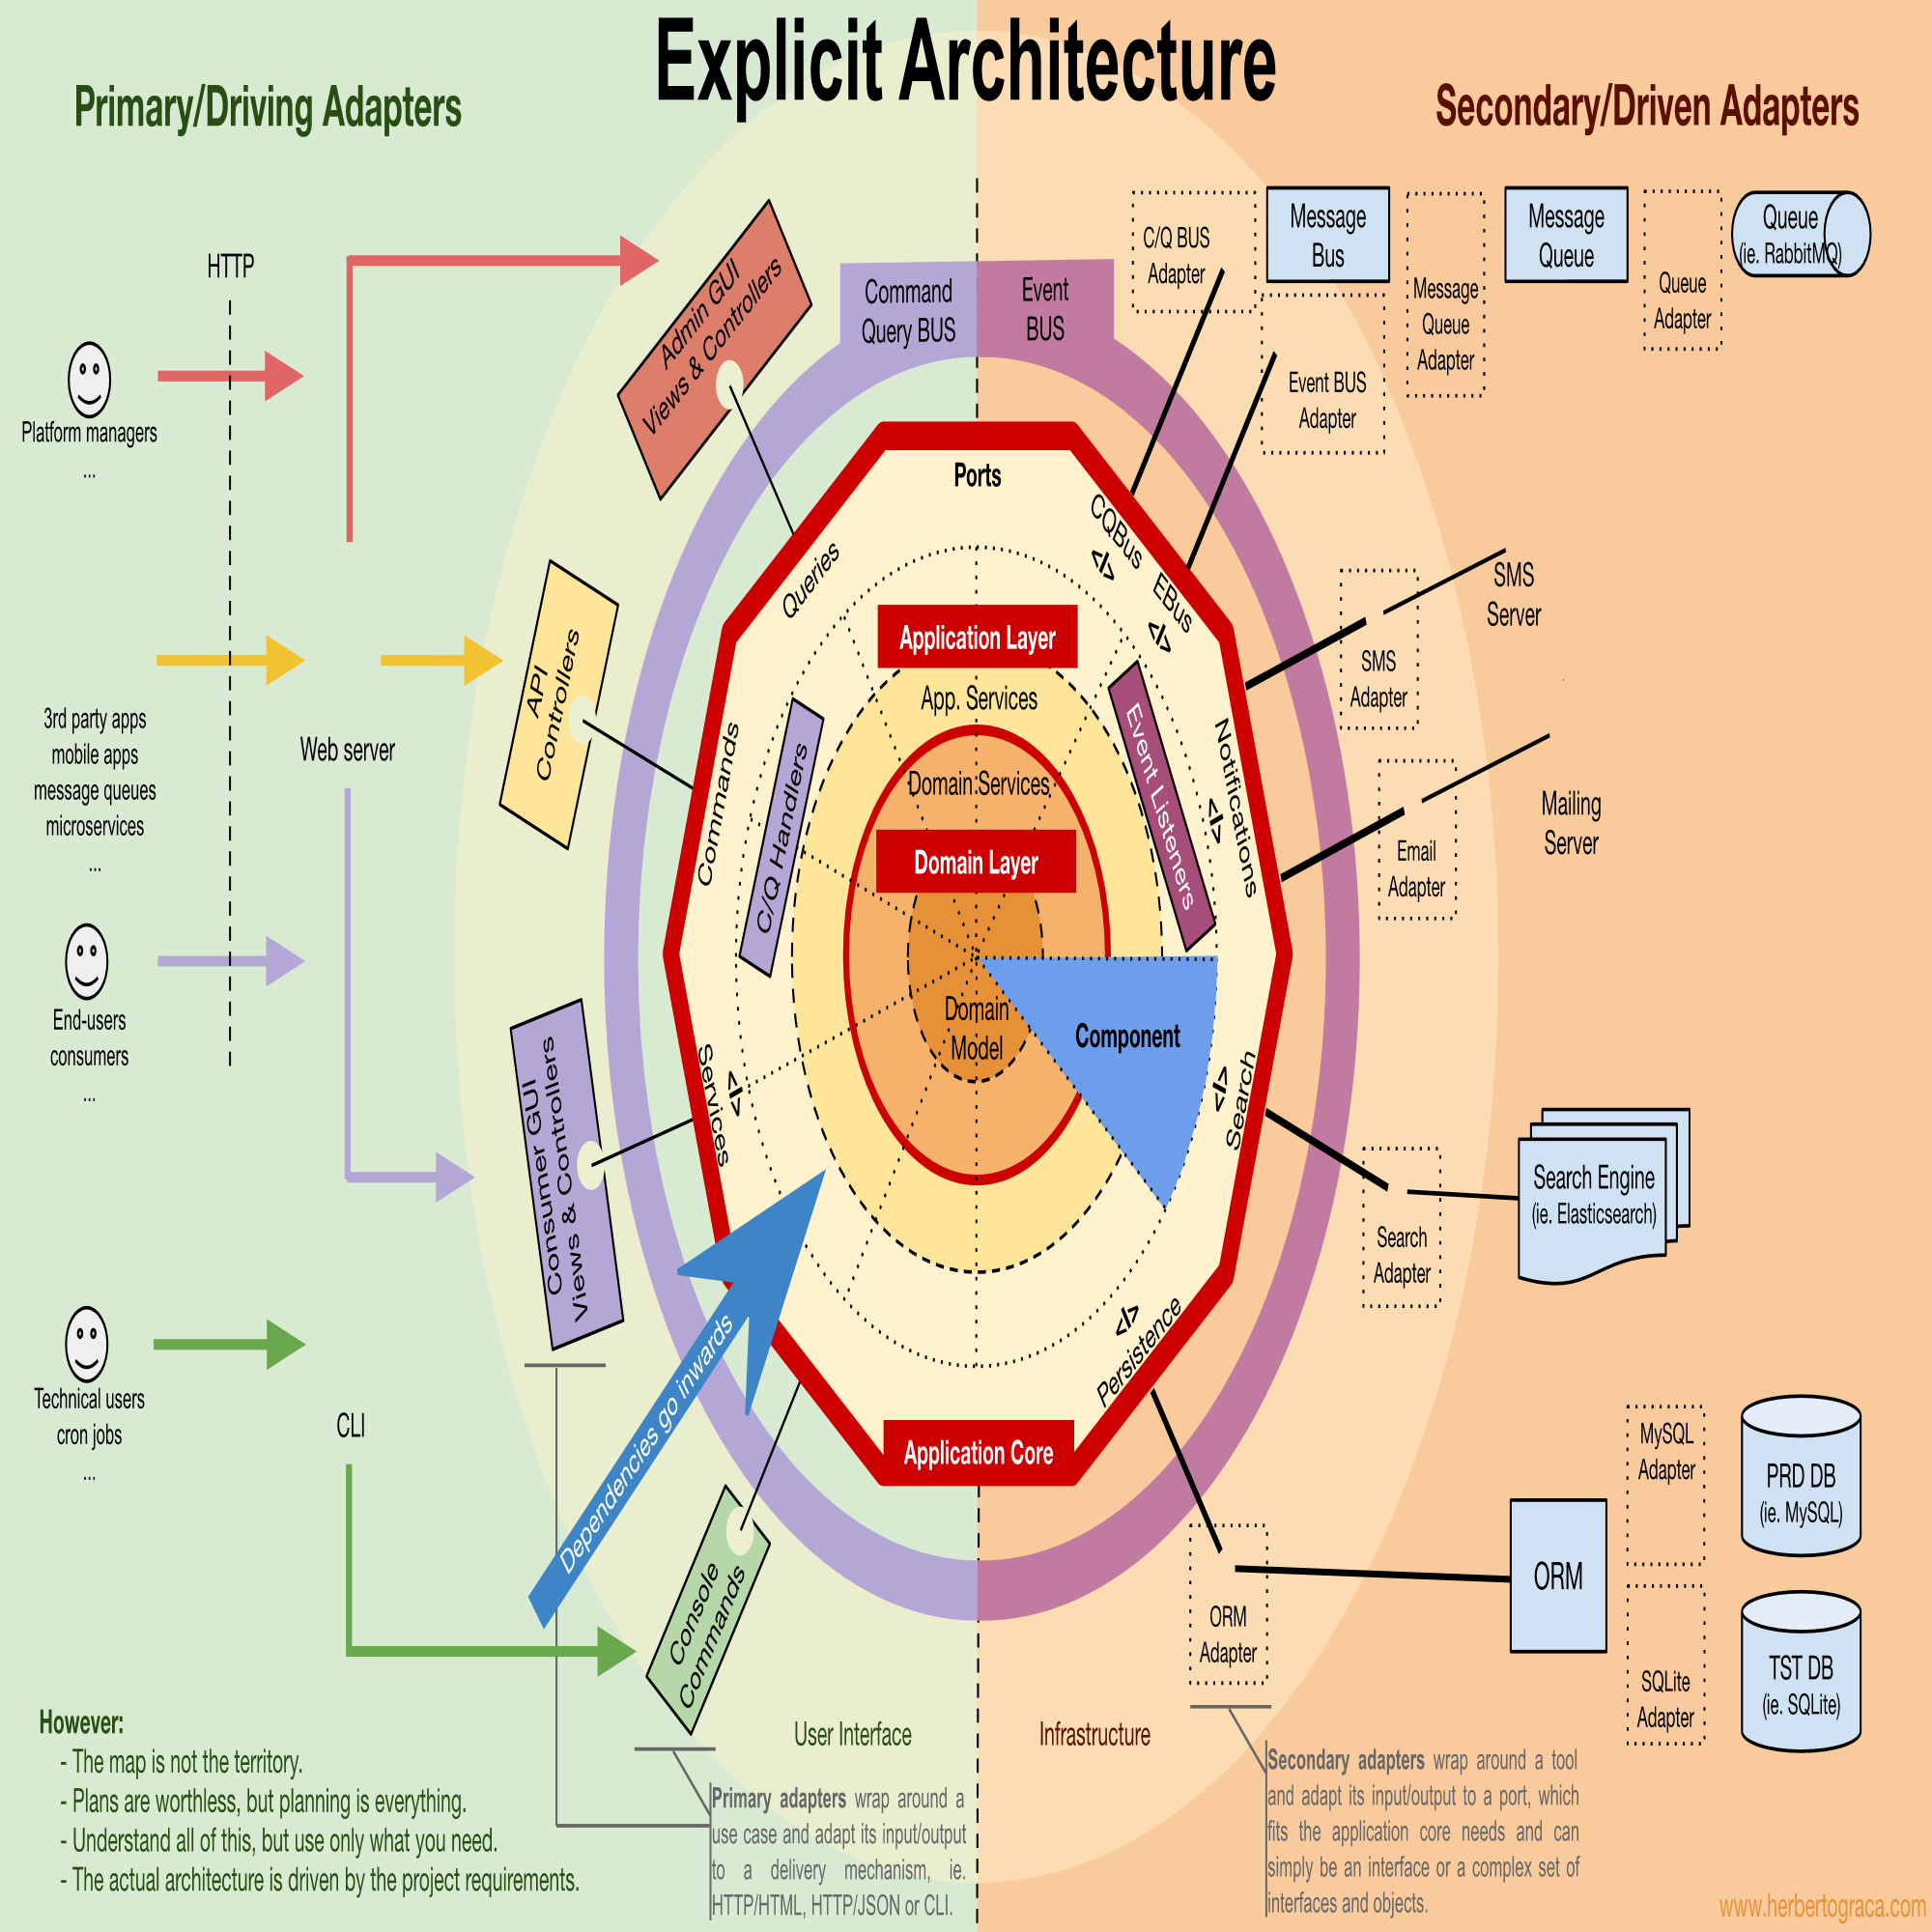 Explicit Architecture
Primary/Driving Adapters
Secondary/Driven Adapters
HTTP
Platform managers
...
3rd party apps
mobile apps
message queues
microservices
...
End-users
consumers
...
Technical users
cron jobs
...
Web server
CLI
Admin GUI
Views & Controllers
API
Controllers
Consumer GUI
Views & Controllers
Console
Commands
Command
Query BUS
Event
BUS
Ports
Queries
Commands
Services
</>
C/Q Handlers
CQBus
</>
EBus
</>
Notifications
</>
Search
</>
Persistence
</>
Event Listeners
Application Layer
App. Services
Domain Services
Domain Layer
Domain
Model
Component
Application Core
Dependencies go inwards
C/Q BUS
Adapter
Message
Bus
Event BUS
Adapter
Message
Queue
Adapter
Message
Queue
Queue
Adapter
Queue
(ie. RabbitMQ)
SMS
Adapter
SMS
Server
Email
Adapter
Mailing
Server
Search
Adapter
Search Engine
(ie. Elasticsearch)
ORM
Adapter
ORM
MySQL
Adapter
PRD DB
(ie. MySQL)
SQLite
Adapter
TST DB
(ie. SQLite)
User Interface
Infrastructure
However:
- The map is not the territory.
- Plans are worthless, but planning is everything.
- Understand all of this, but use only what you need.
- The actual architecture is driven by the project requirements.
Primary adapters wrap around a
use case and adapt its input/output
to a delivery mechanism, ie.
HTTP/HTML, HTTP/JSON or CLI.
Secondary adapters wrap around a tool
and adapt its input/output to a port, which
fits the application core needs and can
simply be an interface or a complex set of
interfaces and objects.
www.herbertograca.com